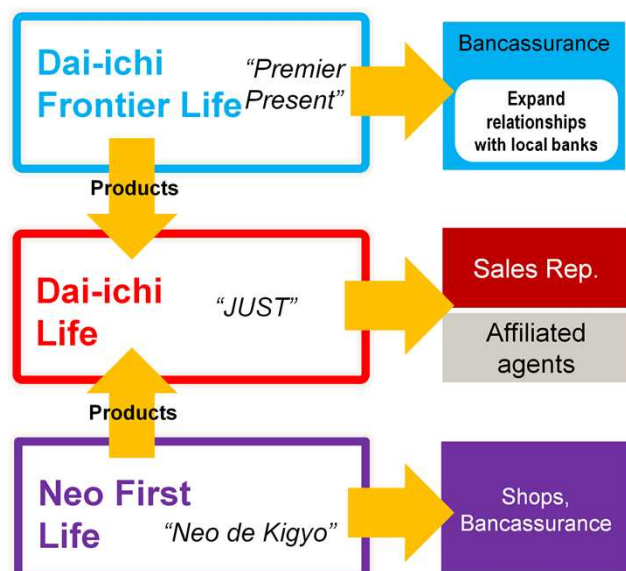 Dai-ichi
Frontier Life
“Premier
Present”
Bancassurance
Expand
relationships
with local banks
Products
Dai-ichi
Life
“JUST”
Sales Rep.
Affiliated
agents
Products
Neo First
Life
“Neo de Kigyo”
Shops,
Bancassurance